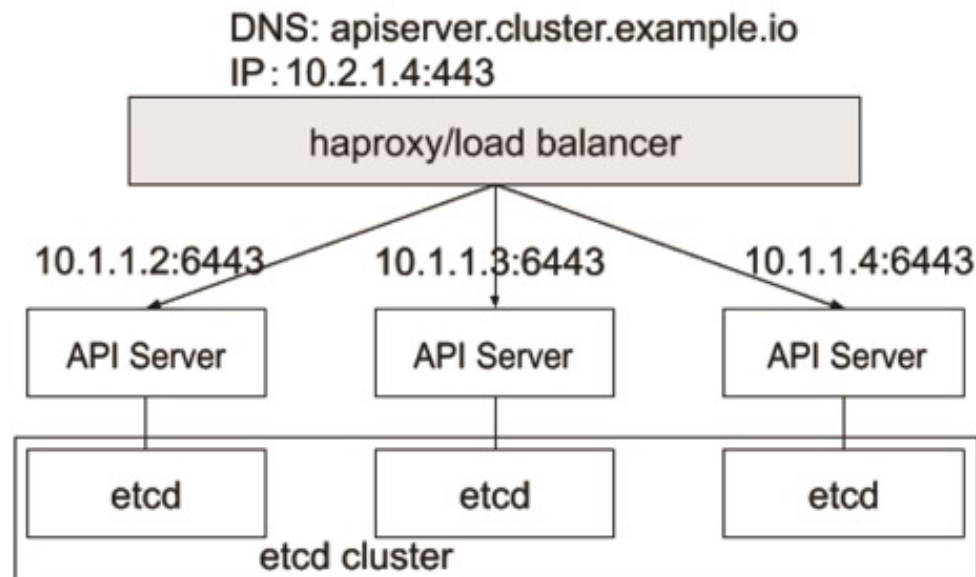 DNS: apiserver.cluster.example.io
IP: 10.2.1.4:443
haproxy/load balancer
10.1.1.2:6443
10.1.1.3:6443
10.1.1.4:6443
API Server
API Server
API Server
etcd
etcd
etcd
etcd cluster